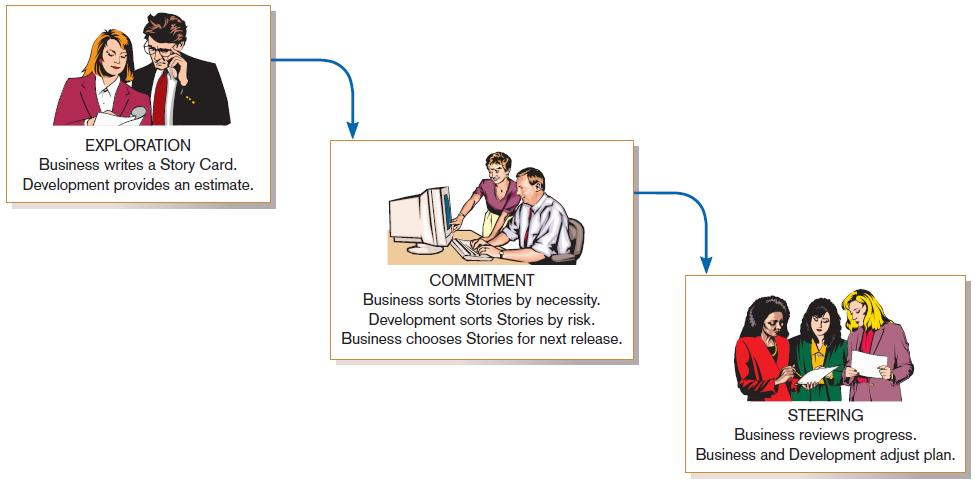 EXPLORATION
Business writes a Story Card.
Development provides an estimate.
COMMITMENT
Business sorts Stories by necessity.
Development sorts Stories by risk.
Business chooses Stories for next release.
STEERING
Business reviews progress.
Business and Development adjust plan.